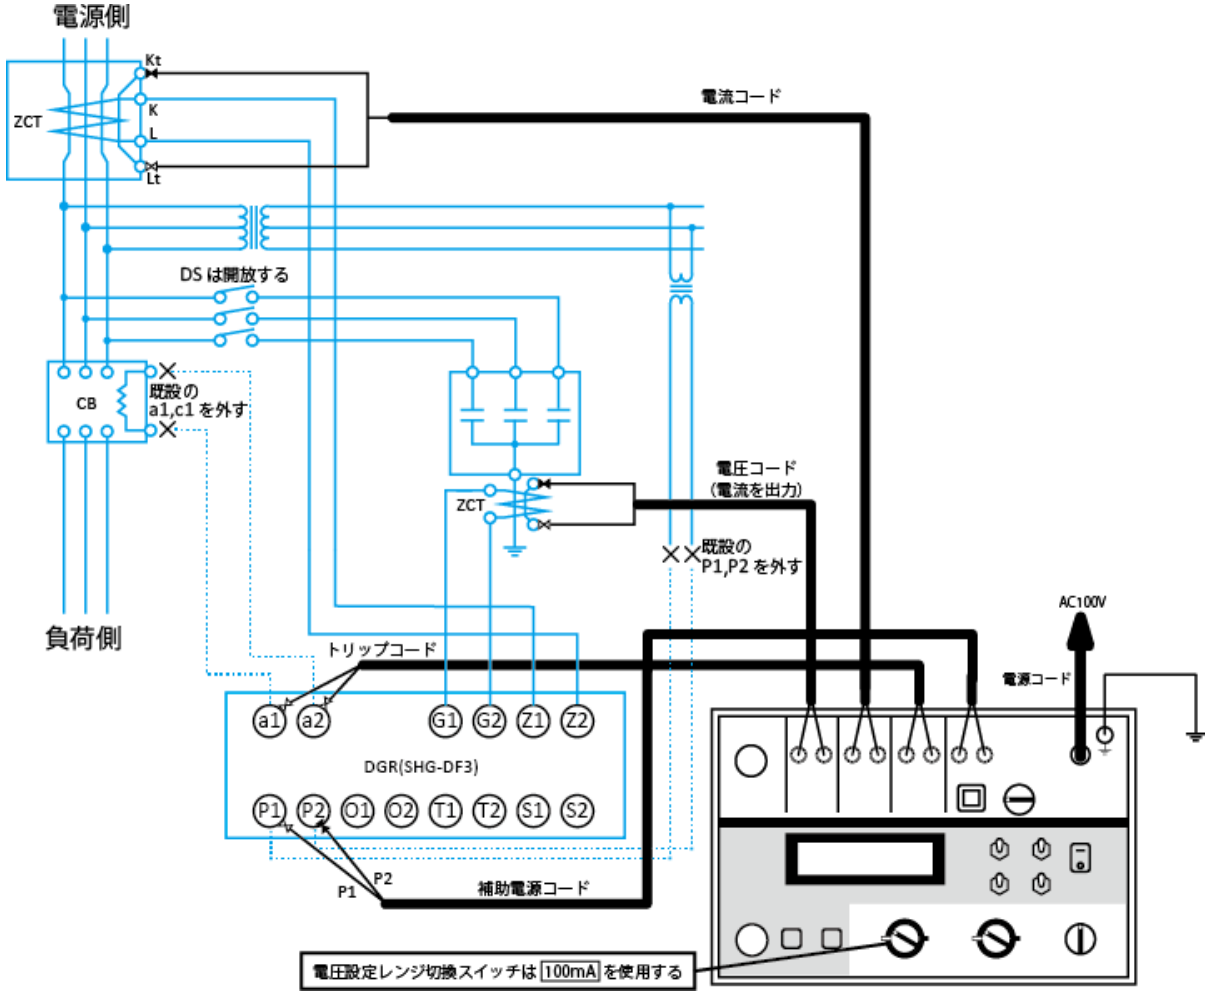 電源側
Kt
ZCT
K
L
Lt
電流コード
DS は開放する
CB
既設の
a1,c1 を外す
電圧コード
(電流を出力)
ZCT
既設の
P1,P2 を外す
AC100V
負荷側
トリップコード
電源コード
a1 a2 G1 G2 Z1 Z2
DGR(SHG-DF3)
P1 P2 O1 O2 T1 T2 S1 S2
P2
P1
補助電源コード
電圧設定レンジ切換スイッチは 100mA を使用する